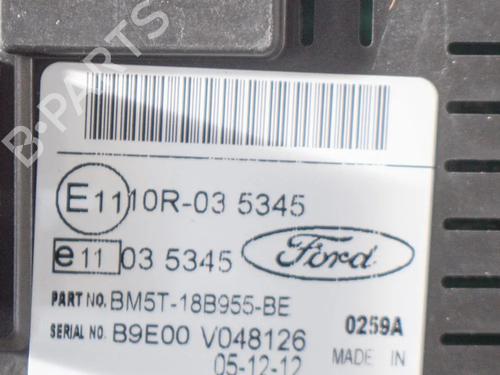 B·PARTS
E11 10R-03 5345
e11 03 5345 Ford
PART NO. BM5T-18B955-BE
SERIAL NO. B9E00 V048126 0259A
05-12-12 MADE IN